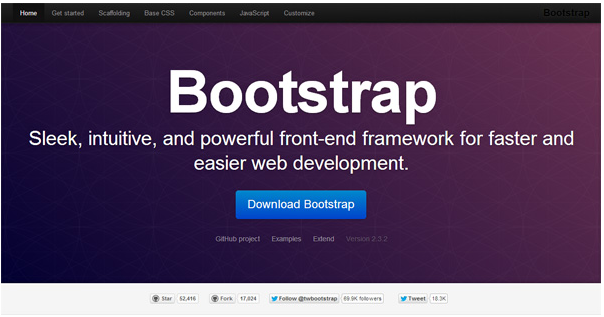 Home Get started Scaffolding Base CSS Components JavaScript Customize Bootstrap
Bootstrap
Sleek, intuitive, and powerful front-end framework for faster and
easier web development.
Download Bootstrap
GitHub project Examples Extend Version 2.3.2
Star 52,416 Fork 17,024 Follow @twbootstrap 69.9K followers Tweet 18.3K